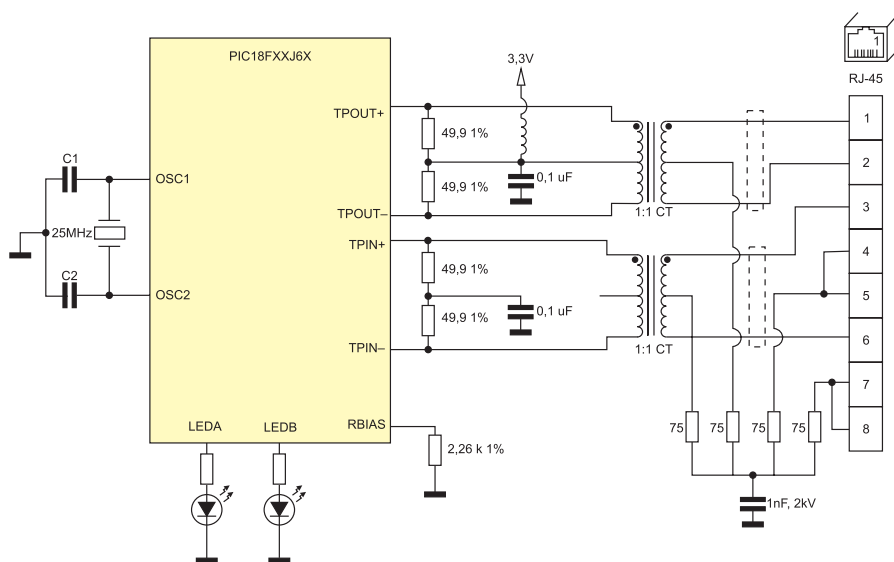 PIC18FXXJ6X
3,3V
1
RJ-45
TPOUT+
49,9 1%
1
C1
OSC1
49,9 1%
0,1 uF
2
TPOUT–
1:1 CT
3
25MHz
TPIN+
4
C2
49,9 1%
OSC2
5
49,9 1%
0,1 uF
TPIN–
1:1 CT
6
7
LEDA
LEDB
RBIAS
75
75
75
75
8
2,26 k 1%
1nF, 2kV